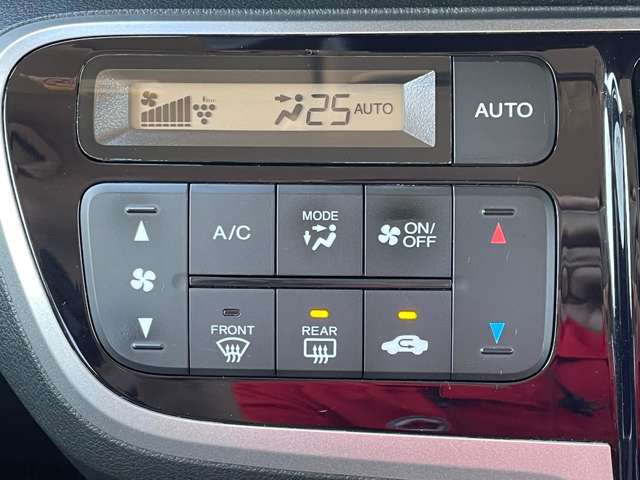 25 AUTO
AUTO
A/C
MODE
ON/
OFF
FRONT
REAR